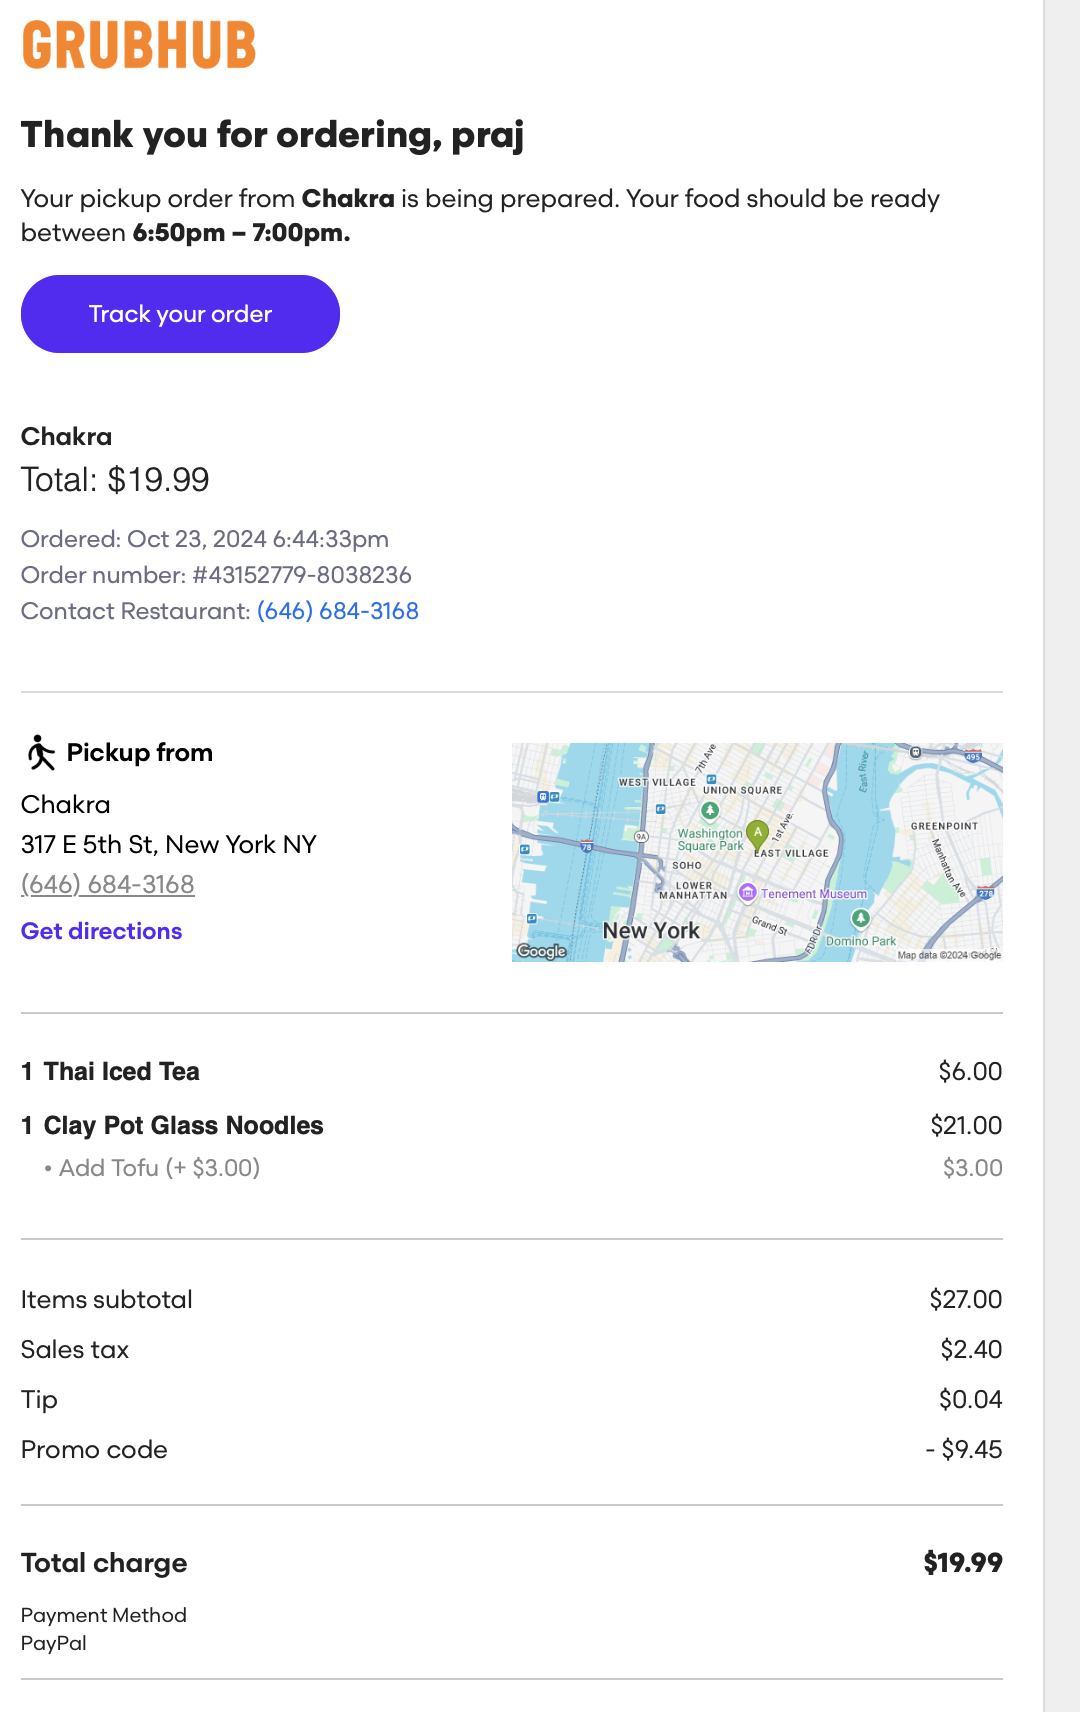 GRUBHUB
Thank you for ordering, praj
Your pickup order from Chakra is being prepared. Your food should be ready
between 6:50pm – 7:00pm.
Track your order
Chakra
Total: $19.99
Ordered: Oct 23, 2024 6:44:33pm
Order number: #43152779-8038236
Contact Restaurant: (646) 684-3168
Pickup from
Chakra
317 E 5th St, New York NY
(646) 684-3168
Get directions
7th Ave
495
WEST VILLAGE
UNION SQUARE
East River
9A
Washington
Square Park
A
1st Ave.
GREENPOINT
78
EAST VILLAGE
SOHO
Manhattan Ave
LOWER
MANHATTAN
Tenement Museum
278
Grand St
New York
FDR Dr
Domino Park
Google
Map data ©2024 Google
1 Thai Iced Tea $6.00
1 Clay Pot Glass Noodles $21.00
• Add Tofu (+ $3.00) $3.00
Items subtotal $27.00
Sales tax $2.40
Tip $0.04
Promo code - $9.45
Total charge $19.99
Payment Method
PayPal